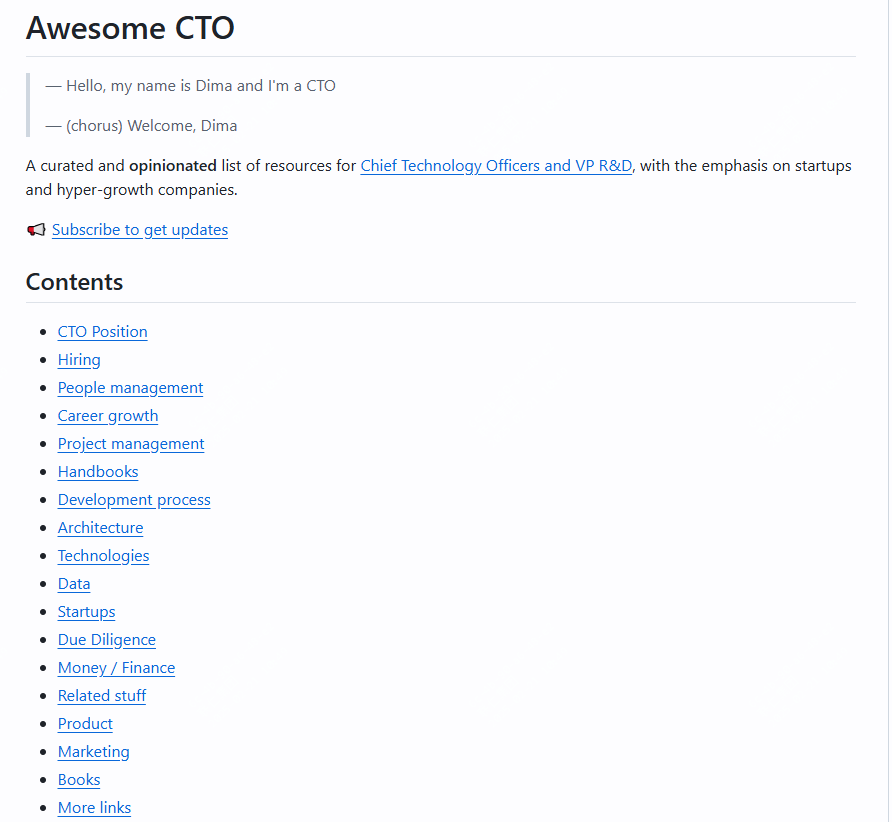 Awesome CTO
— Hello, my name is Dima and I'm a CTO
— (chorus) Welcome, Dima
A curated and opinionated list of resources for Chief Technology Officers and VP R&D, with the emphasis on startups
and hyper-growth companies.
Subscribe to get updates
Contents
CTO Position
Hiring
People management
Career growth
Project management
Handbooks
Development process
Architecture
Technologies
Data
Startups
Due Diligence
Money / Finance
Related stuff
Product
Marketing
Books
More links